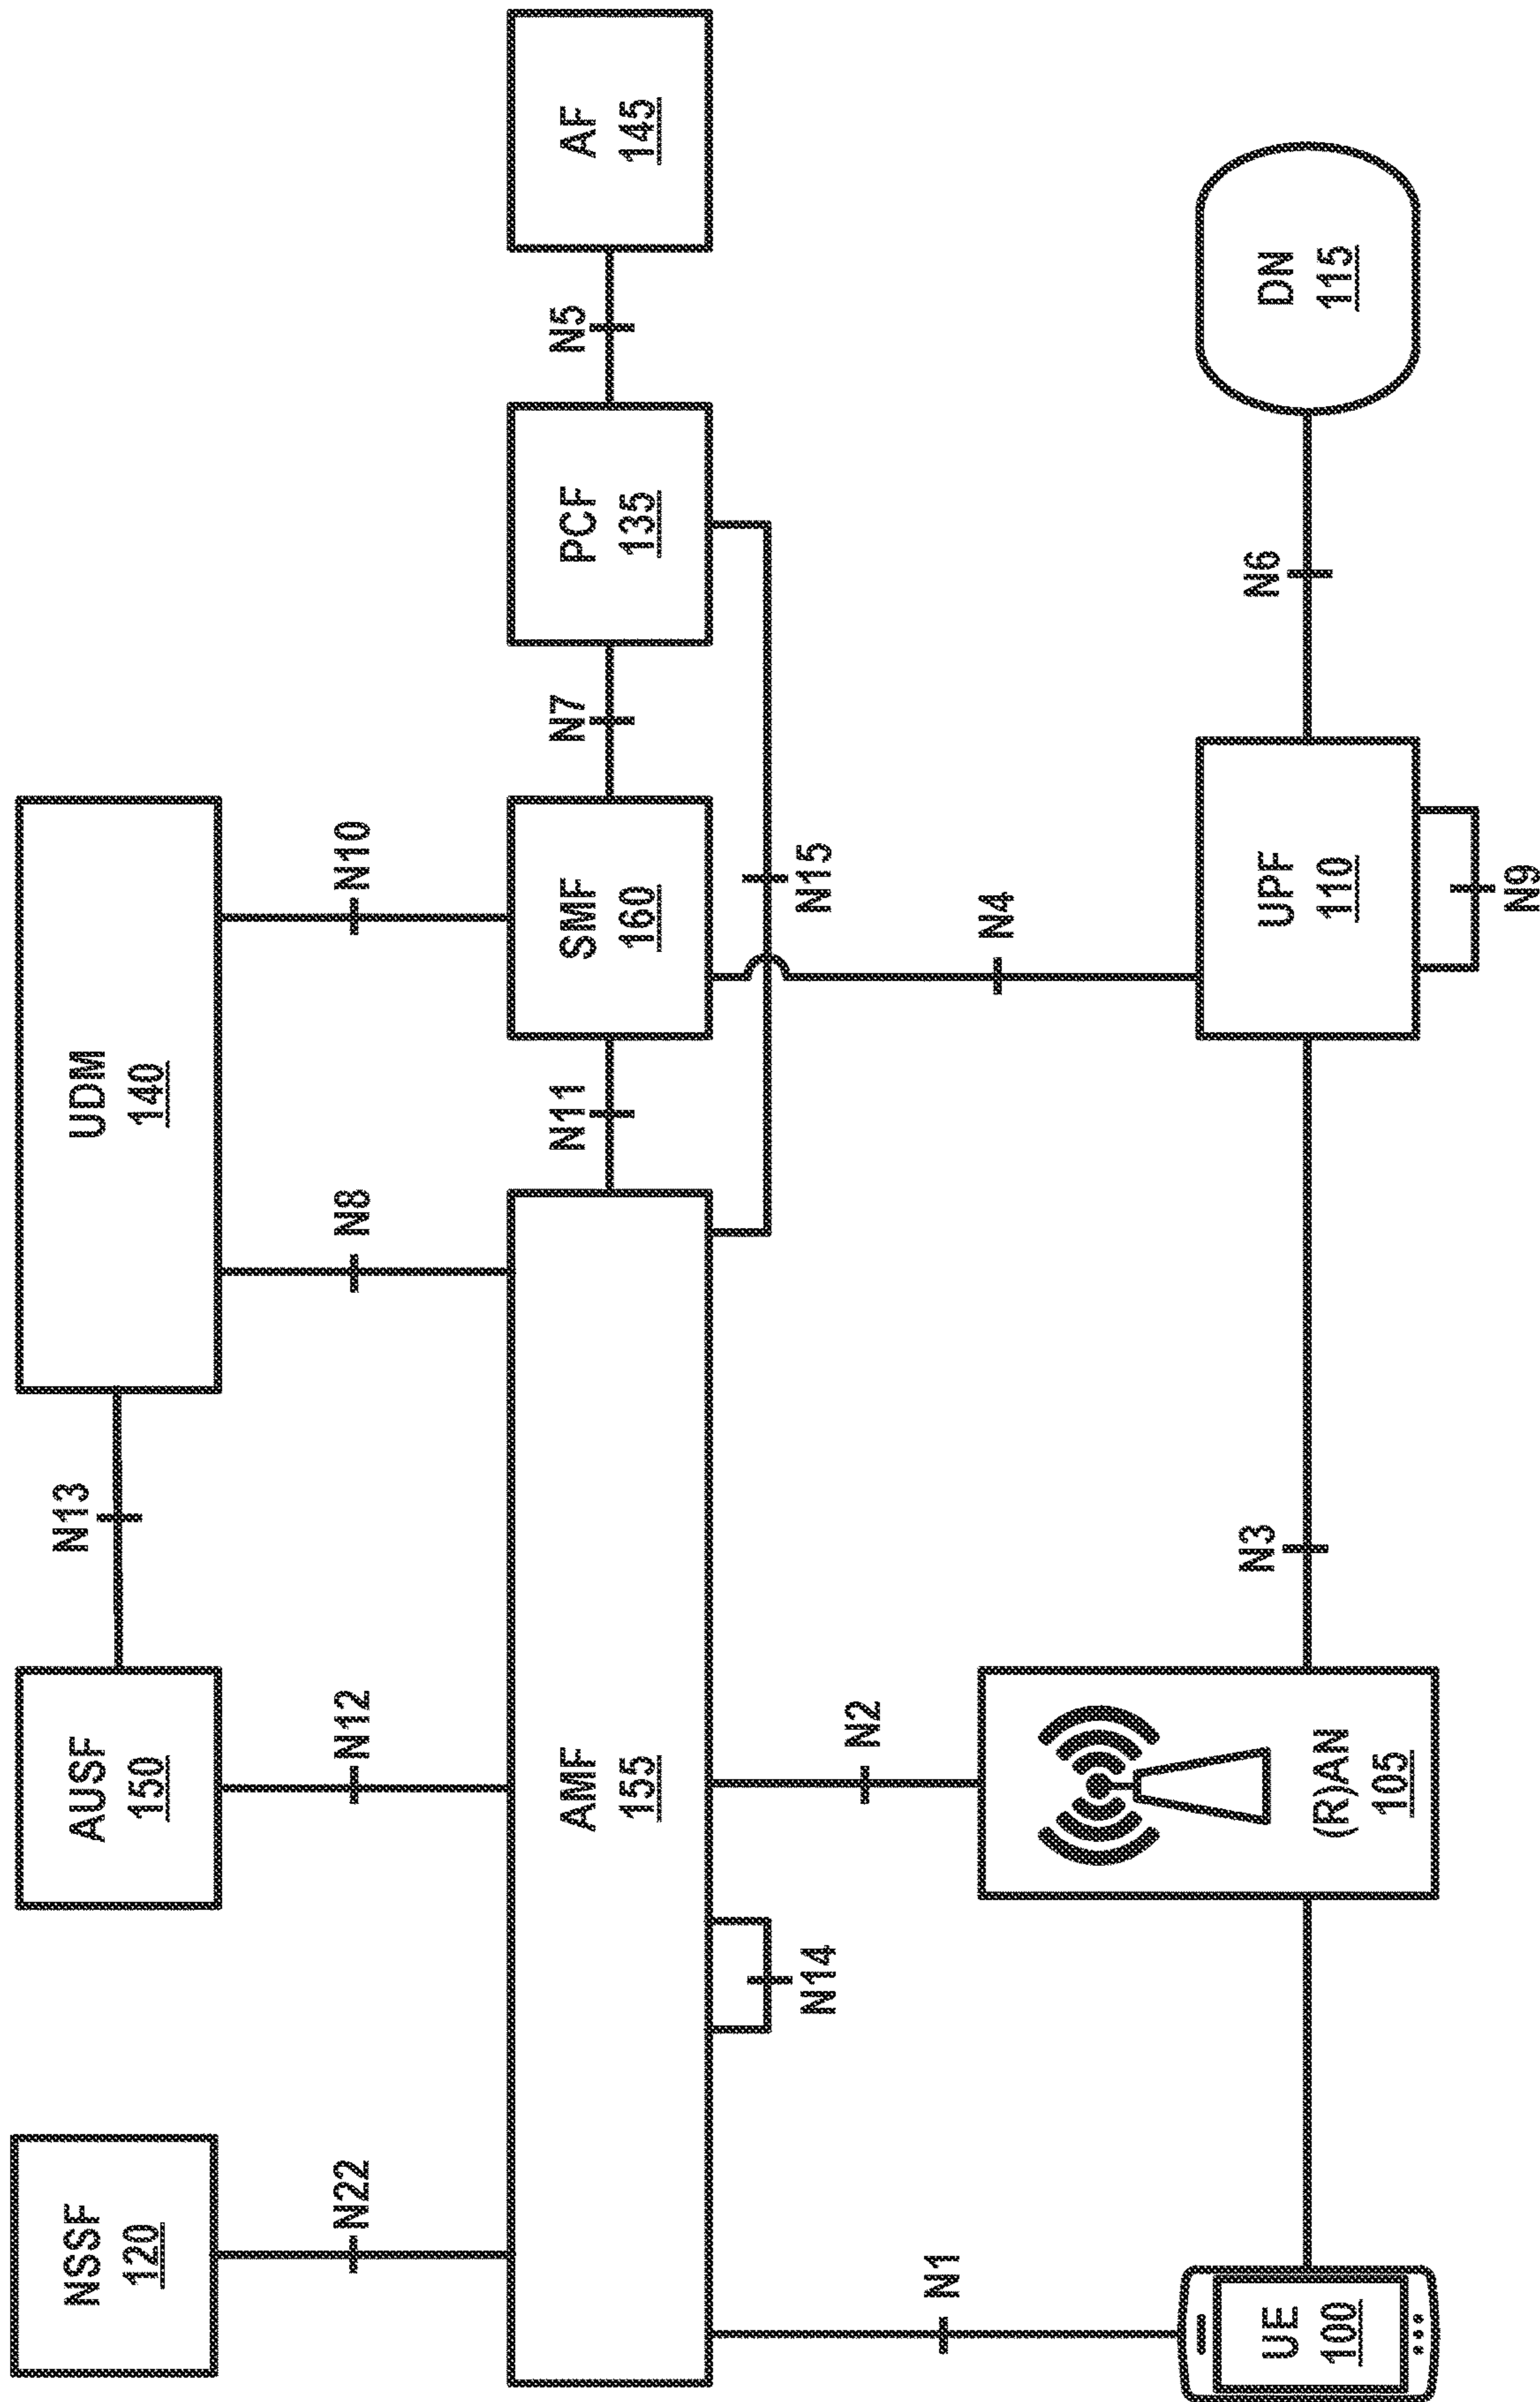 NSSF
120
AUSF
150
N13
UDM
140
N22
N12
N8
N10
AMF
155
N11
SMF
160
N7
PCF
135
N5
AF
145
N14
N15
N1
N2
N4
UE
100
(R)AN
105
N3
UPF
110
N6
DN
115
N9